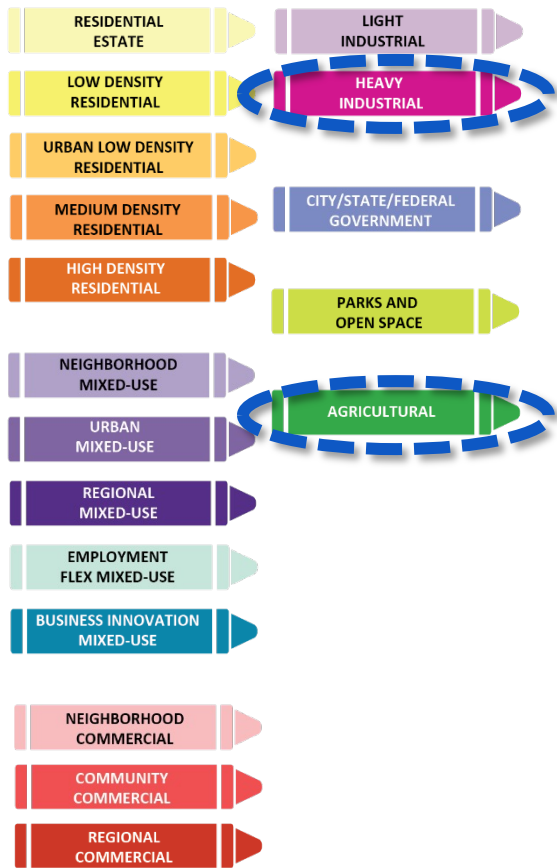 RESIDENTIAL
ESTATE
LOW DENSITY
RESIDENTIAL
URBAN LOW DENSITY
RESIDENTIAL
MEDIUM DENSITY
RESIDENTIAL
HIGH DENSITY
RESIDENTIAL
NEIGHBORHOOD
MIXED-USE
URBAN
MIXED-USE
REGIONAL
MIXED-USE
EMPLOYMENT
FLEX MIXED-USE
BUSINESS INNOVATION
MIXED-USE
NEIGHBORHOOD
COMMERCIAL
COMMUNITY
COMMERCIAL
REGIONAL
COMMERCIAL
LIGHT
INDUSTRIAL
HEAVY
INDUSTRIAL
CITY/STATE/FEDERAL
GOVERNMENT
PARKS AND
OPEN SPACE
AGRICULTURAL